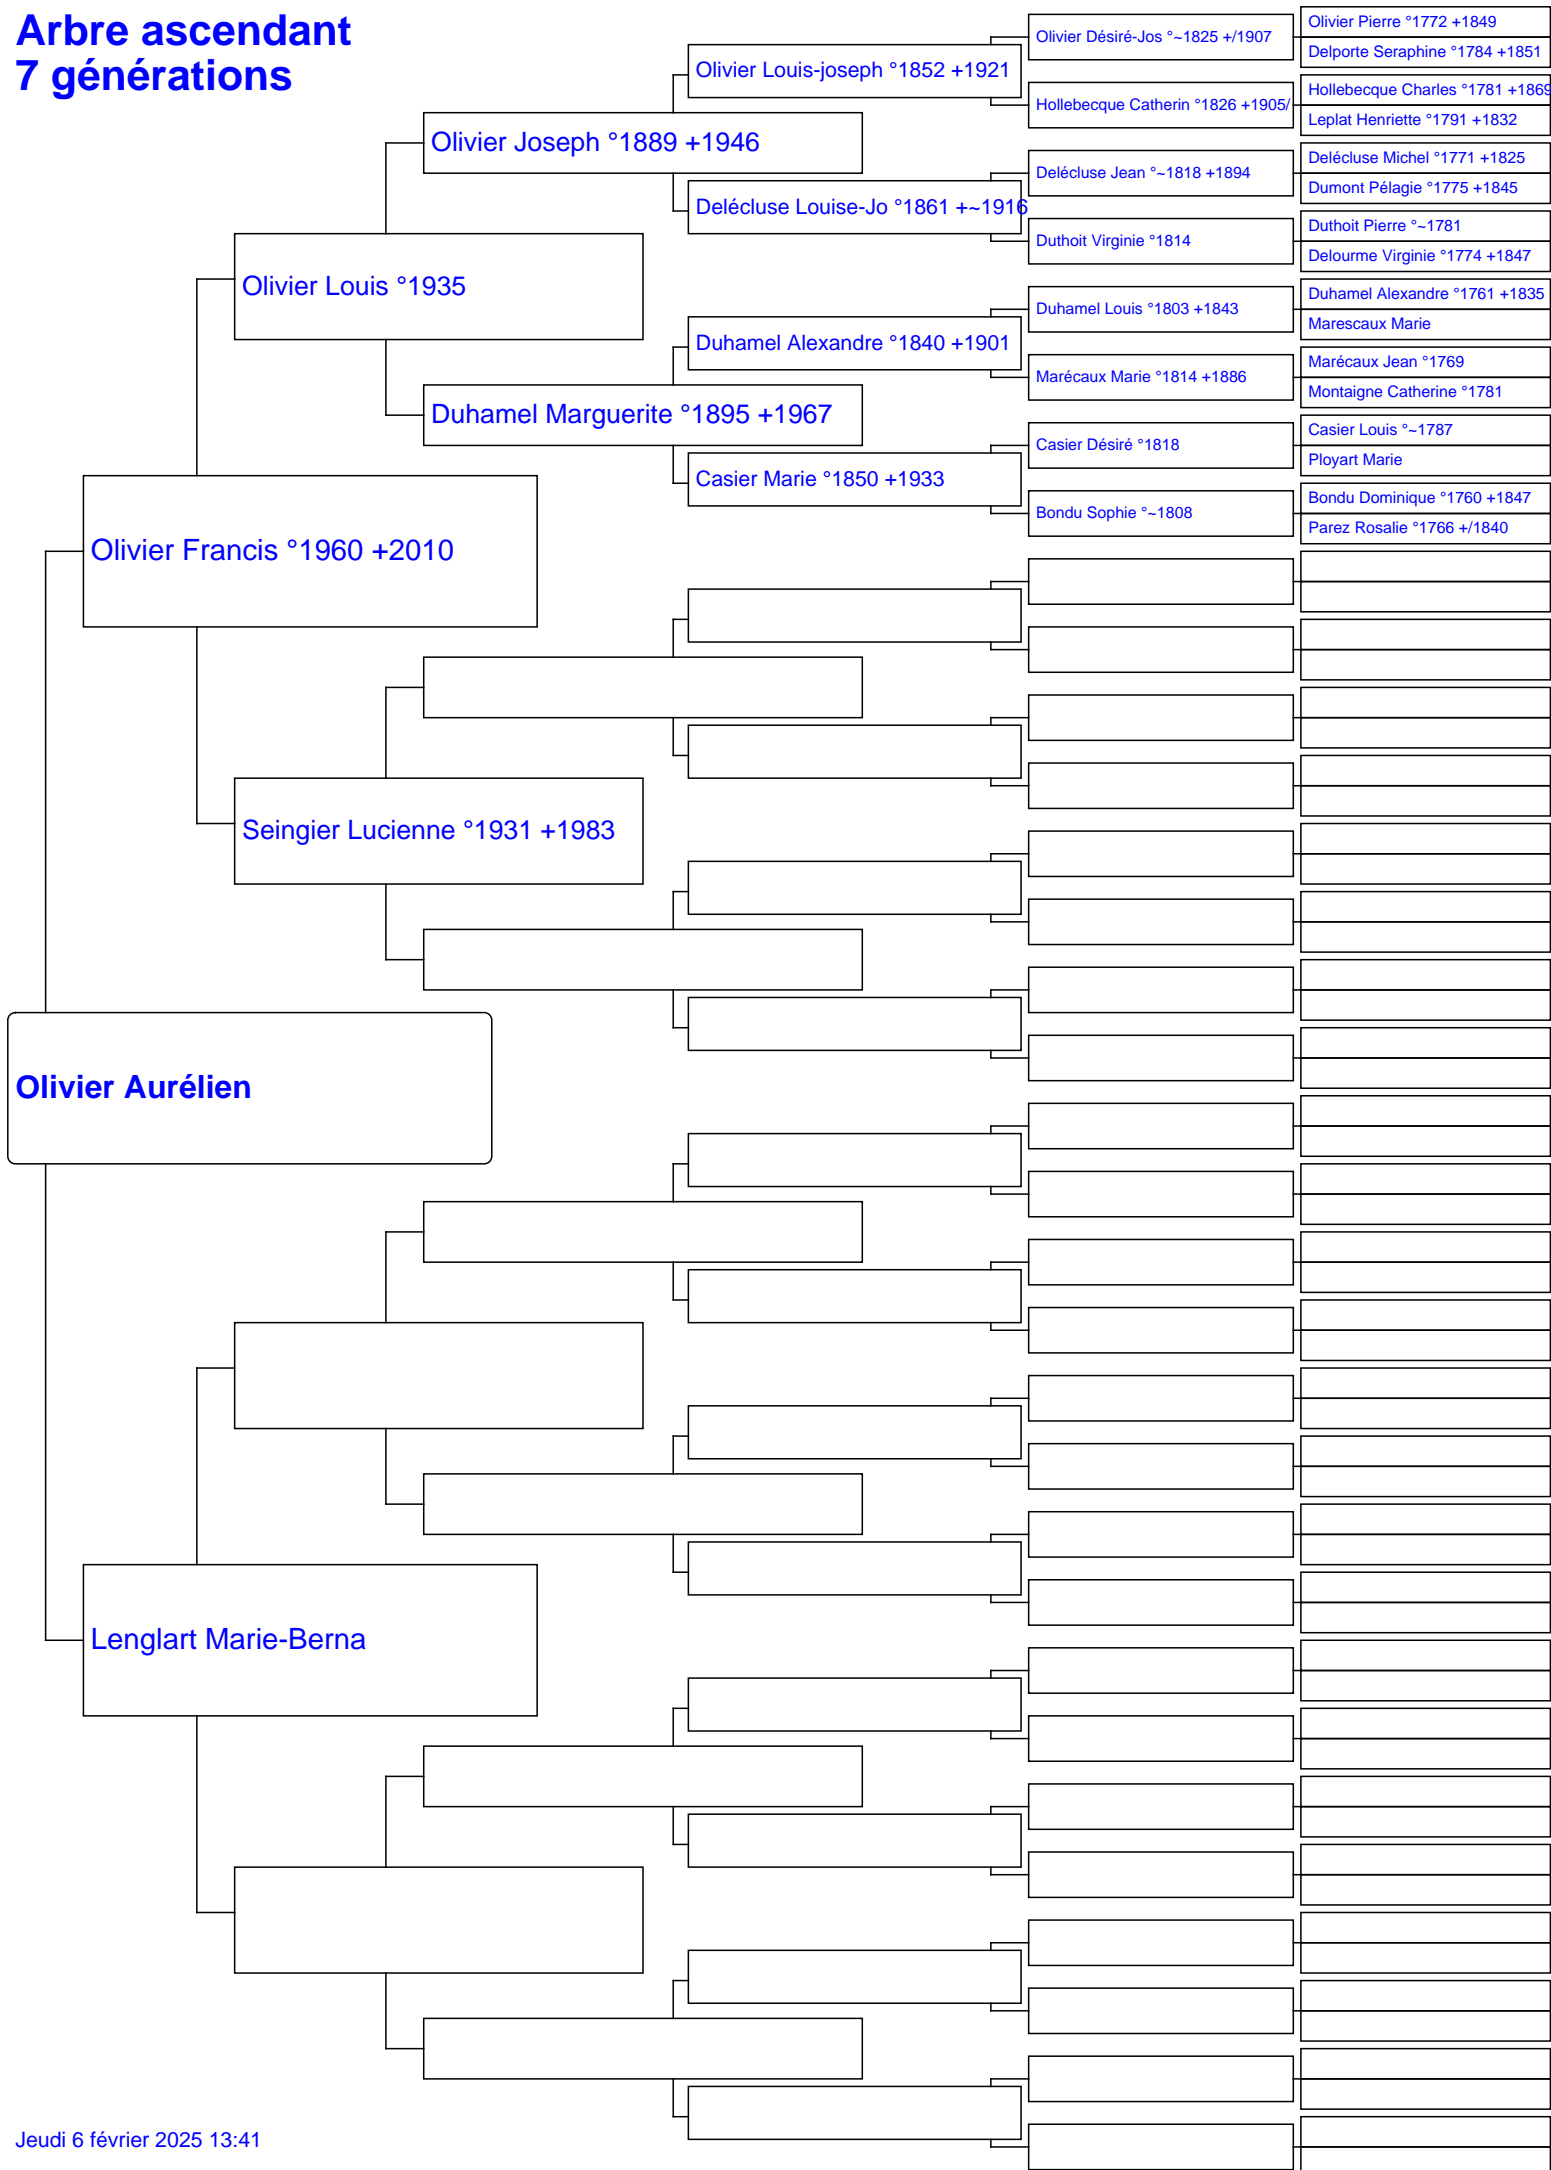 Arbre ascendant
7 générations
Olivier Pierre °1772 +1849
Olivier Désiré-Jos °~1825 +/1907
Delporte Seraphine °1784 +1851
Olivier Louis-joseph °1852 +1921
Hollebecque Charles °1781 +1869
Hollebecque Catherin °1826 +1905/
Leplat Henriette °1791 +1832
Olivier Joseph °1889 +1946
Delécluse Michel °1771 +1825
Delécluse Jean °~1818 +1894
Dumont Pélagie °1775 +1845
Delécluse Louise-Jo °1861 +~1916
Duthoit Pierre °~1781
Duthoit Virginie °1814
Delourme Virginie °1774 +1847
Olivier Louis °1935
Duhamel Alexandre °1761 +1835
Duhamel Louis °1803 +1843
Marescaux Marie
Duhamel Alexandre °1840 +1901
Marécaux Jean °1769
Marécaux Marie °1814 +1886
Montaigne Catherine °1781
Duhamel Marguerite °1895 +1967
Casier Louis °~1787
Casier Désiré °1818
Ployart Marie
Casier Marie °1850 +1933
Bondu Dominique °1760 +1847
Bondu Sophie °~1808
Parez Rosalie °1766 +/1840
Olivier Francis °1960 +2010
Seingier Lucienne °1931 +1983
Olivier Aurélien
Lenglart Marie-Berna
Jeudi 6 février 2025 13:41